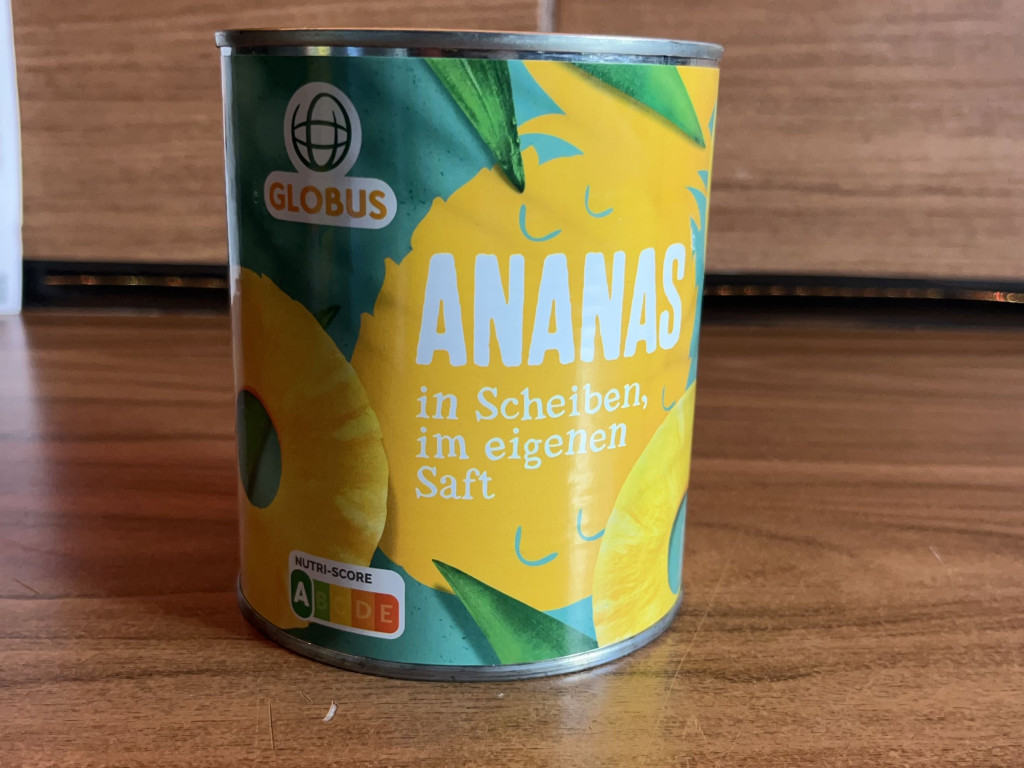 GLOBUS
ANANAS
in Scheiben,
im eigenen
Saft
NUTRI-SCORE
A B C D E